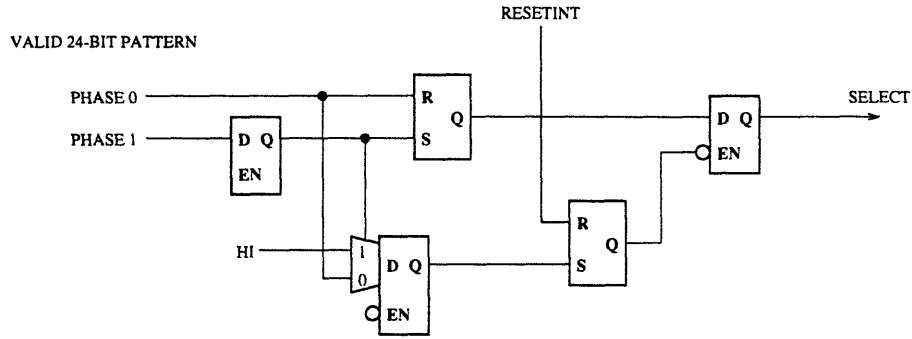 RESETINT
VALID 24-BIT PATTERN
PHASE 0
R
Q
S
D Q
EN
SELECT
PHASE 1
D Q
EN
R
Q
S
HI
1
0
D Q
EN